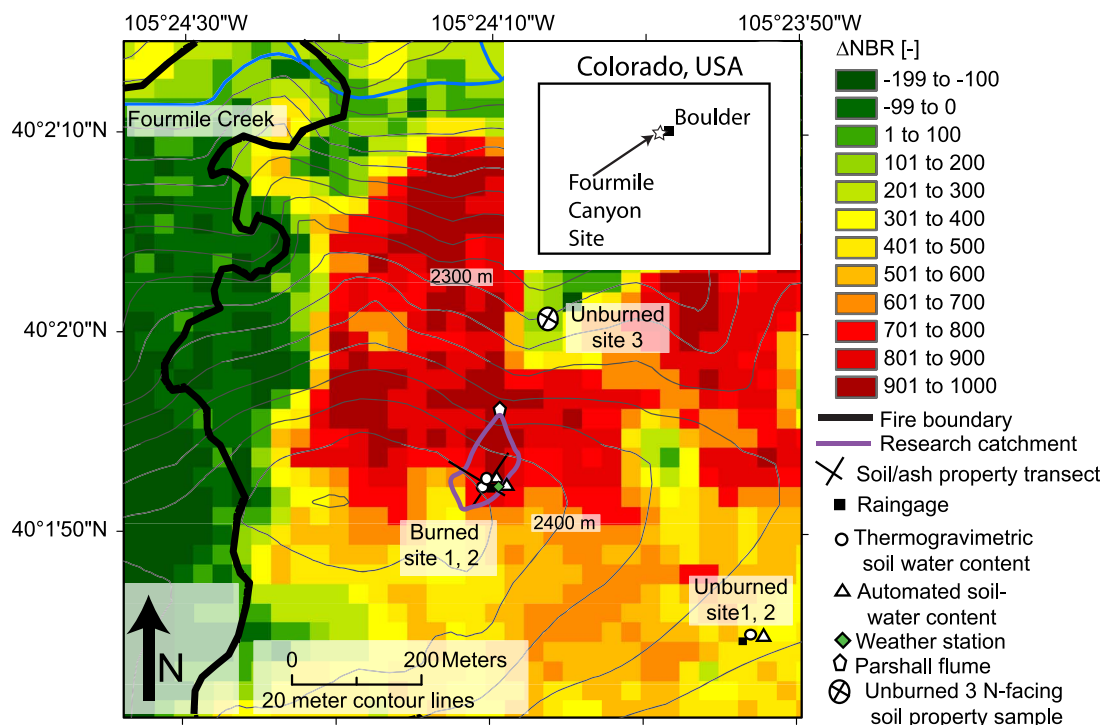 105°24'30"W
105°24'10"W
105°23'50"W
40°2'10"N
40°2'0"N
40°1'50"N
Fourmile Creek
Colorado, USA
Boulder
Fourmile
Canyon
Site
2300 m
Unburned
site 3
2400 m
Burned
site 1, 2
Unburned
site1, 2
N
0 200 Meters
20 meter contour lines
ΔNBR [-]
-199 to -100
-99 to 0
1 to 100
101 to 200
201 to 300
301 to 400
401 to 500
501 to 600
601 to 700
701 to 800
801 to 900
901 to 1000
Fire boundary
Research catchment
Soil/ash property transect
Raingage
Thermogravimetric
soil water content
Automated soil-
water content
Weather station
Parshall flume
Unburned 3 N-facing
soil property sample